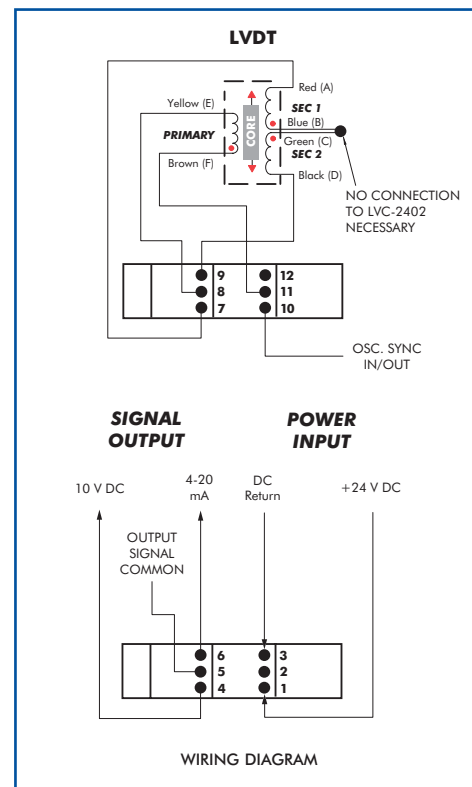 LVDT
Red (A)
Yellow (E)
SEC 1
Blue (B)
PRIMARY
CORE
Green (C)
SEC 2
Brown (F)
Black (D)
NO CONNECTION
TO LVC-2402
NECESSARY
9
12
8
11
7
10
OSC. SYNC
IN/OUT
SIGNAL
OUTPUT
POWER
INPUT
10 V DC
4-20
mA
DC
Return
+24 V DC
OUTPUT
SIGNAL
COMMON
6
3
5
2
4
1
WIRING DIAGRAM